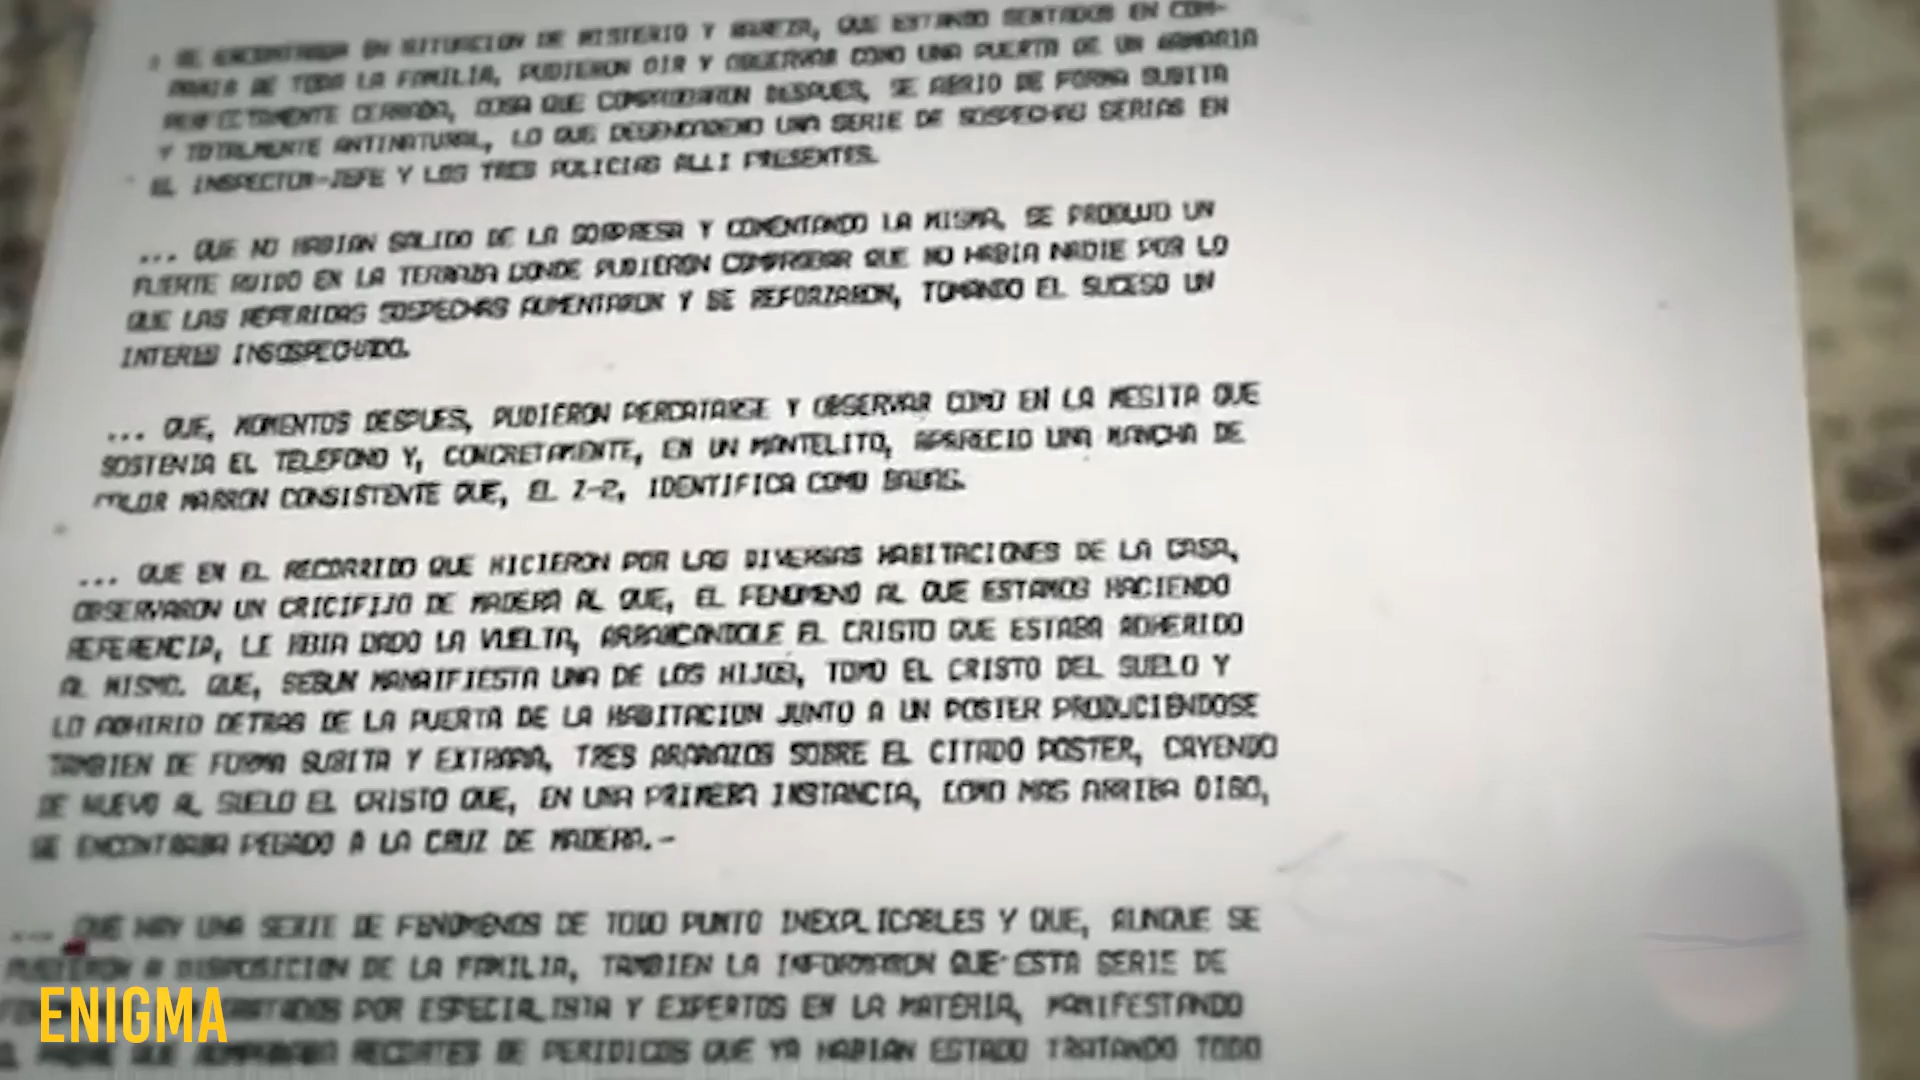 SE ENCONTRABA EN SITUACION DE MISTERIO Y RAREZA, QUE ESTANDO SENTADOS EN COM-
PAÑIA DE TODA LA FAMILIA, PUDIERON OIR Y OBSERVAR COMO UNA PUERTA DE UN ARMARIO
PERFECTAMENTE CERRADA, COSA QUE COMPROBARON DESPUES, SE ABRIO DE FORMA SUBITA
Y TOTALMENTE ANTINATURAL, LO QUE DESENCADENO UNA SERIE DE SOSPECHAS SERIAS EN
EL INSPECTOR-JEFE Y LOS TRES POLICIAS ALLI PRESENTES.
... QUE NO HABIAN SALIDO DE LA SORPRESA Y COMENTANDO LA MISMA, SE PRODUJO UN
FUERTE RUIDO EN LA TERRAZA DONDE PUDIERON COMPROBAR QUE NO HABIA NADIE POR LO
QUE LAS REFERIDAS SOSPECHAS AUMENTARON Y SE REFORZARON, TOMANDO EL SUCESO UN
INTERES INSOSPECHADO.
... QUE, MOMENTOS DESPUES, PUDIERON PERCATARSE Y OBSERVAR COMO EN LA MESITA QUE
SOSTENIA EL TELEFONO Y, CONCRETAMENTE, EN UN MANTELITO, APARECIO UNA MANCHA DE
COLOR MARRON CONSISTENTE QUE, EL Z-2, IDENTIFICA COMO BABAS.
... QUE EN EL RECORRIDO QUE HICIERON POR LAS DIVERSAS HABITACIONES DE LA CASA,
OBSERVARON UN CRICIFIJO DE MADERA AL QUE, EL FENOMENO AL QUE ESTAMOS HACIENDO
REFERENCIA, LE HBIA DADO LA VUELTA, ARRANCANDOLE EL CRISTO QUE ESTABA ADHERIDO
AL MISMO. QUE, SEGUN MANAIFIESTA UNA DE LOS HIJOS, TOMO EL CRISTO DEL SUELO Y
LO ADHIRIO DETRAS DE LA PUERTA DE LA HABITACION JUNTO A UN POSTER PRODUCIENDOSE
TAMBIEN DE FORMA SUBITA Y EXTRAÑA, TRES ARAÑAZOS SOBRE EL CITADO POSTER, CAYENDO
DE NUEVO AL SUELO EL CRISTO QUE, EN UNA PRIMERA INSTANCIA, COMO MAS ARRIBA DIGO,
SE ENCONTRABA PEGADO A LA CRUZ DE MADERA.-
... QUE HAY UNA SERIE DE FENOMENOS DE TODO PUNTO INEXPLICABLES Y QUE, AUNQUE SE
PUSIERON A DISPOSICION DE LA FAMILIA, TAMBIEN LA INFORMARON QUE ESTA SERIE DE
TRATADOS POR ESPECIALISTA Y EXPERTOS EN LA MATERIA, MANIFESTANDO
PADRE QUE RECORTES DE PERIDICOS QUE YA HABIAN ESTADO TRATANDO TODO
ENIGMA